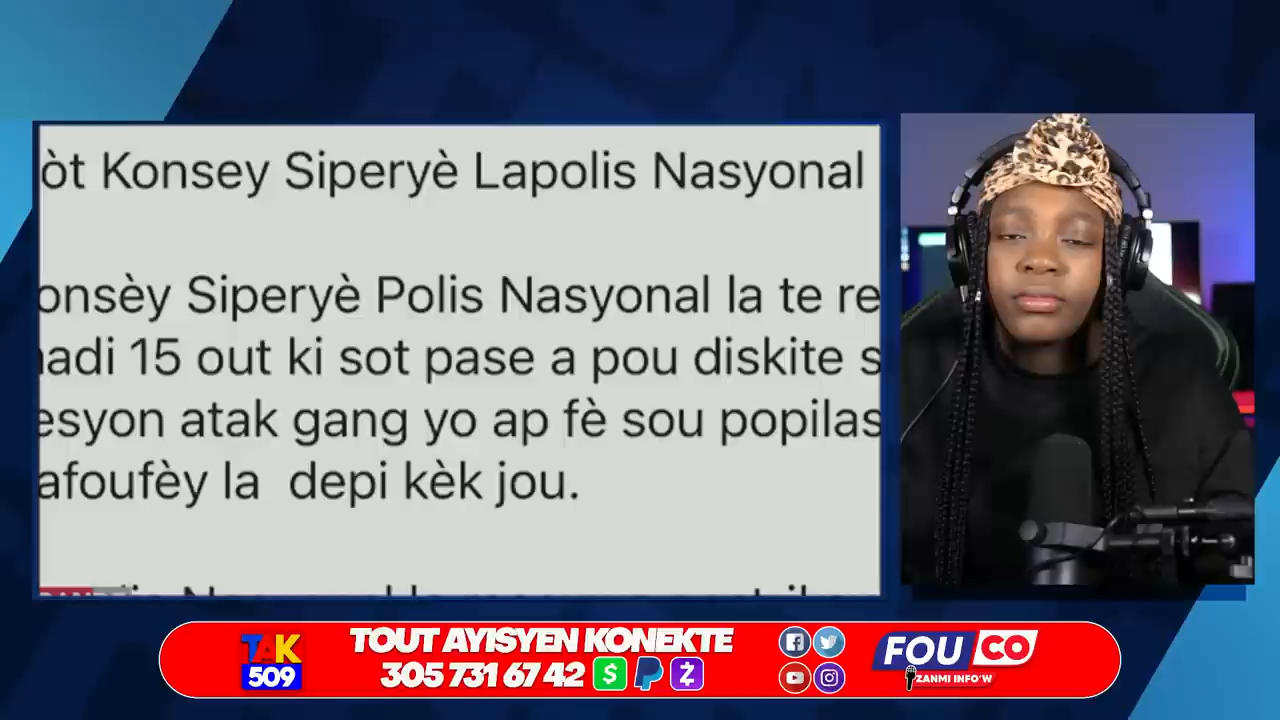 òt Konsey Siperyè Lapolis Nasyonal
onsèy Siperyè Polis Nasyonal la te re
adi 15 out ki sot pase a pou diskite s
esyon atak gang yo ap fè sou popilas
afoufèy la depi kèk jou.
TAK
509
TOUT AYISYEN KONEKTE
305 731 67 42
FOUCO
ZANMI INFO'W